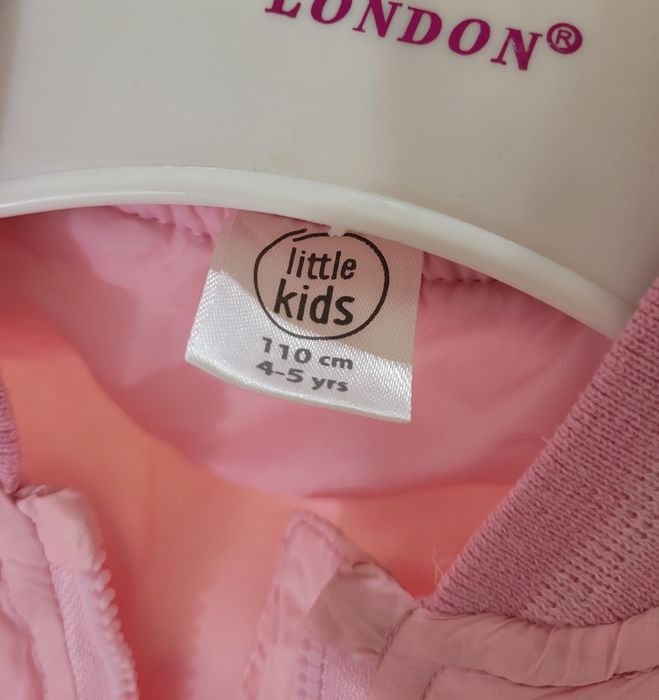 LONDON®
little
kids
110 cm
4-5 yrs